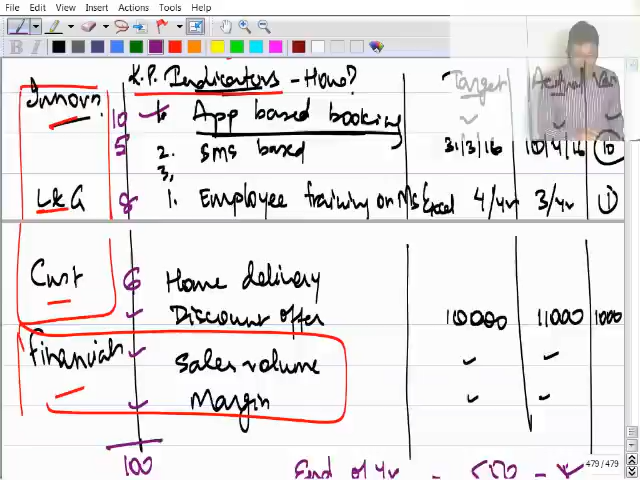 File Edit View Insert Actions Tools Help
K.P. Indicators - How? Target Actual Var
Innovn. 10 1. App based booking
5 2. SMS based 31/3/16 10/4/16 10
3,
L&G 8 1. Employee training on Ms Excel 4/yr 3/yr 1
Cust 6 Home delivery
Discount offer 10000 11000 1000
Financials Sales volume
Margin
100
End of yr -
479 / 479